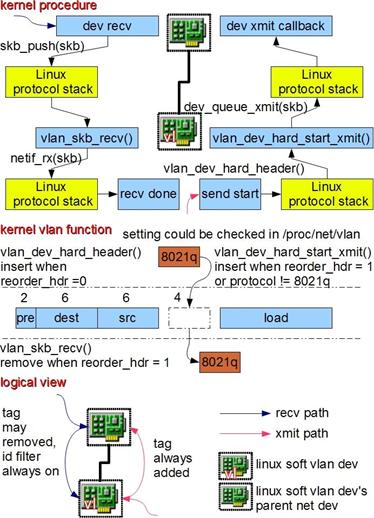 kernel procedure
dev recv
dev xmit callback
skb_push(skb)
Linux
protocol stack
Linux
protocol stack
dev_queue_xmit(skb)
vlan_skb_recv()
V1
vlan_dev_hard_start_xmit()
netif_rx(skb)
vlan_dev_hard_header()
Linux
protocol stack
recv done
send start
Linux
protocol stack
kernel vlan function
setting could be checked in /proc/net/vlan
vlan_dev_hard_header()
insert when
reorder_hdr =0
8021q
vlan_dev_hard_start_xmit()
insert when reorder_hdr = 1
or protocol != 8021q
2 6 6 4
pre dest src load
vlan_skb_recv()
remove when reorder_hdr = 1
8021q
logical view
tag
may
removed,
id filter
always on
tag
always
added
V1
recv path
xmit path
V1
linux soft vlan dev
linux soft vlan dev's
parent net dev